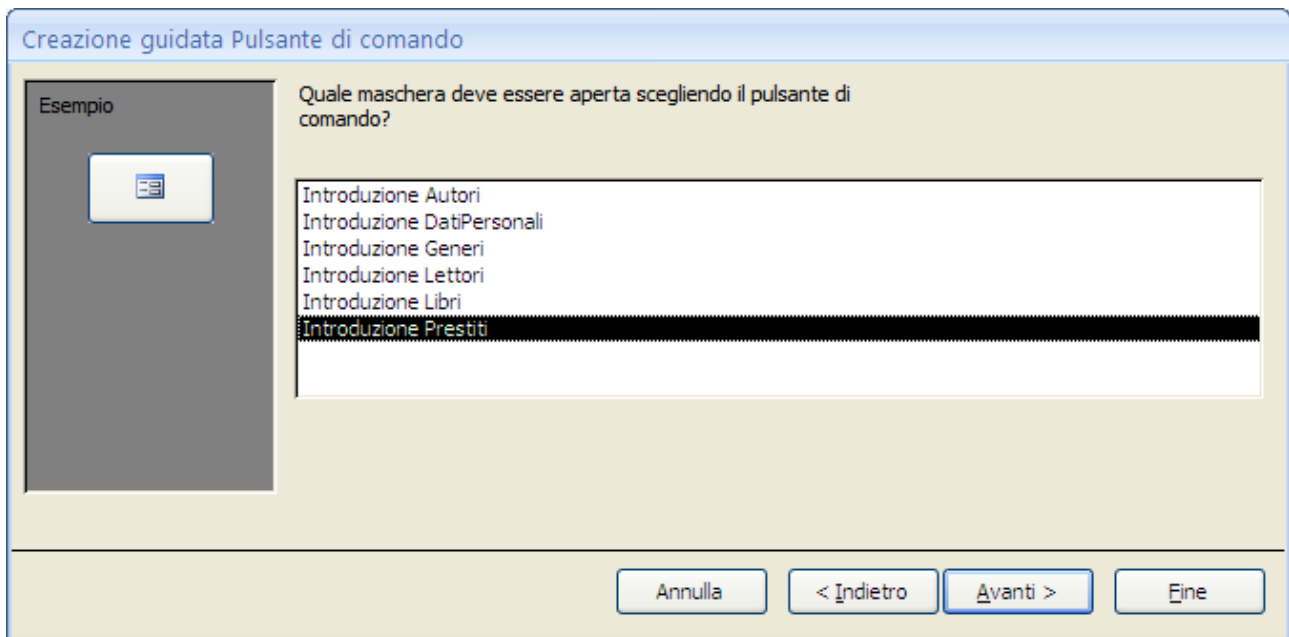 Creazione guidata Pulsante di comando
Esempio
Quale maschera deve essere aperta scegliendo il pulsante di
comando?
Introduzione Autori
Introduzione DatiPersonali
Introduzione Generi
Introduzione Lettori
Introduzione Libri
Introduzione Prestiti
Annulla
< Indietro
Avanti >
Fine